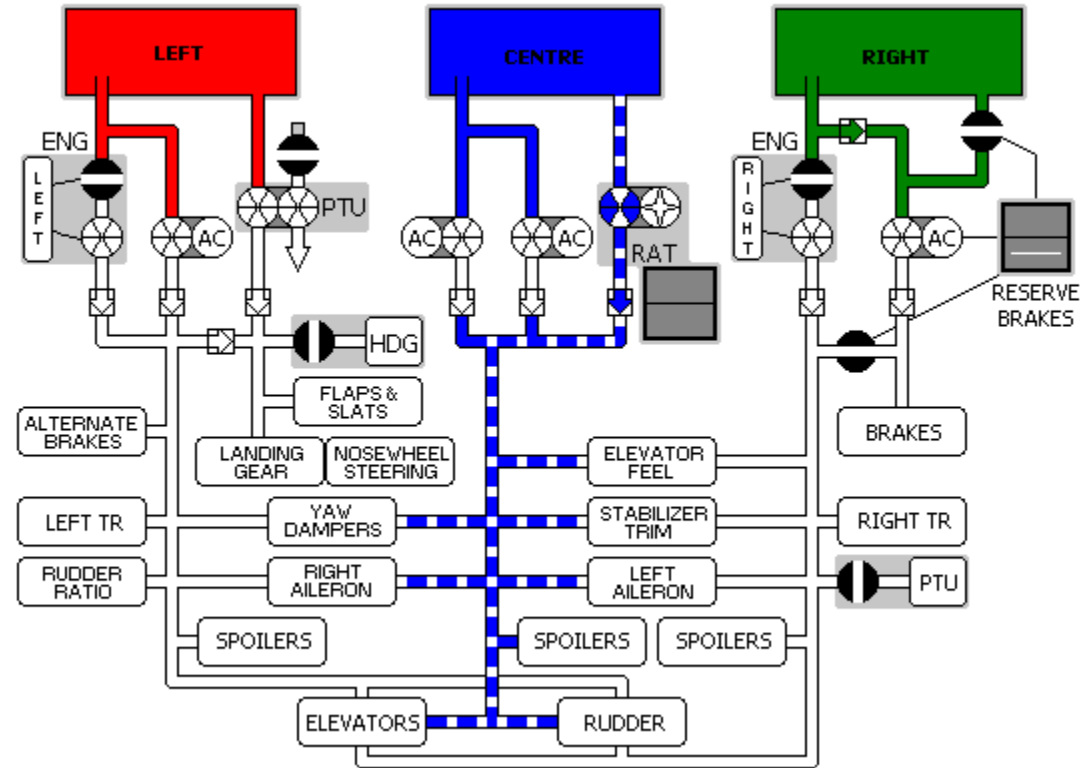 LEFT
CENTRE
RIGHT
ENG
LEFT
AC
PTU
AC
AC
RAT
ENG
RIGHT
AC
RESERVE
BRAKES
HDG
FLAPS &
SLATS
ALTERNATE
BRAKES
LANDING
GEAR
NOSEWHEEL
STEERING
ELEVATOR
FEEL
BRAKES
LEFT TR
YAW
DAMPERS
STABILIZER
TRIM
RIGHT TR
RUDDER
RATIO
RIGHT
AILERON
LEFT
AILERON
PTU
SPOILERS
SPOILERS
SPOILERS
ELEVATORS
RUDDER